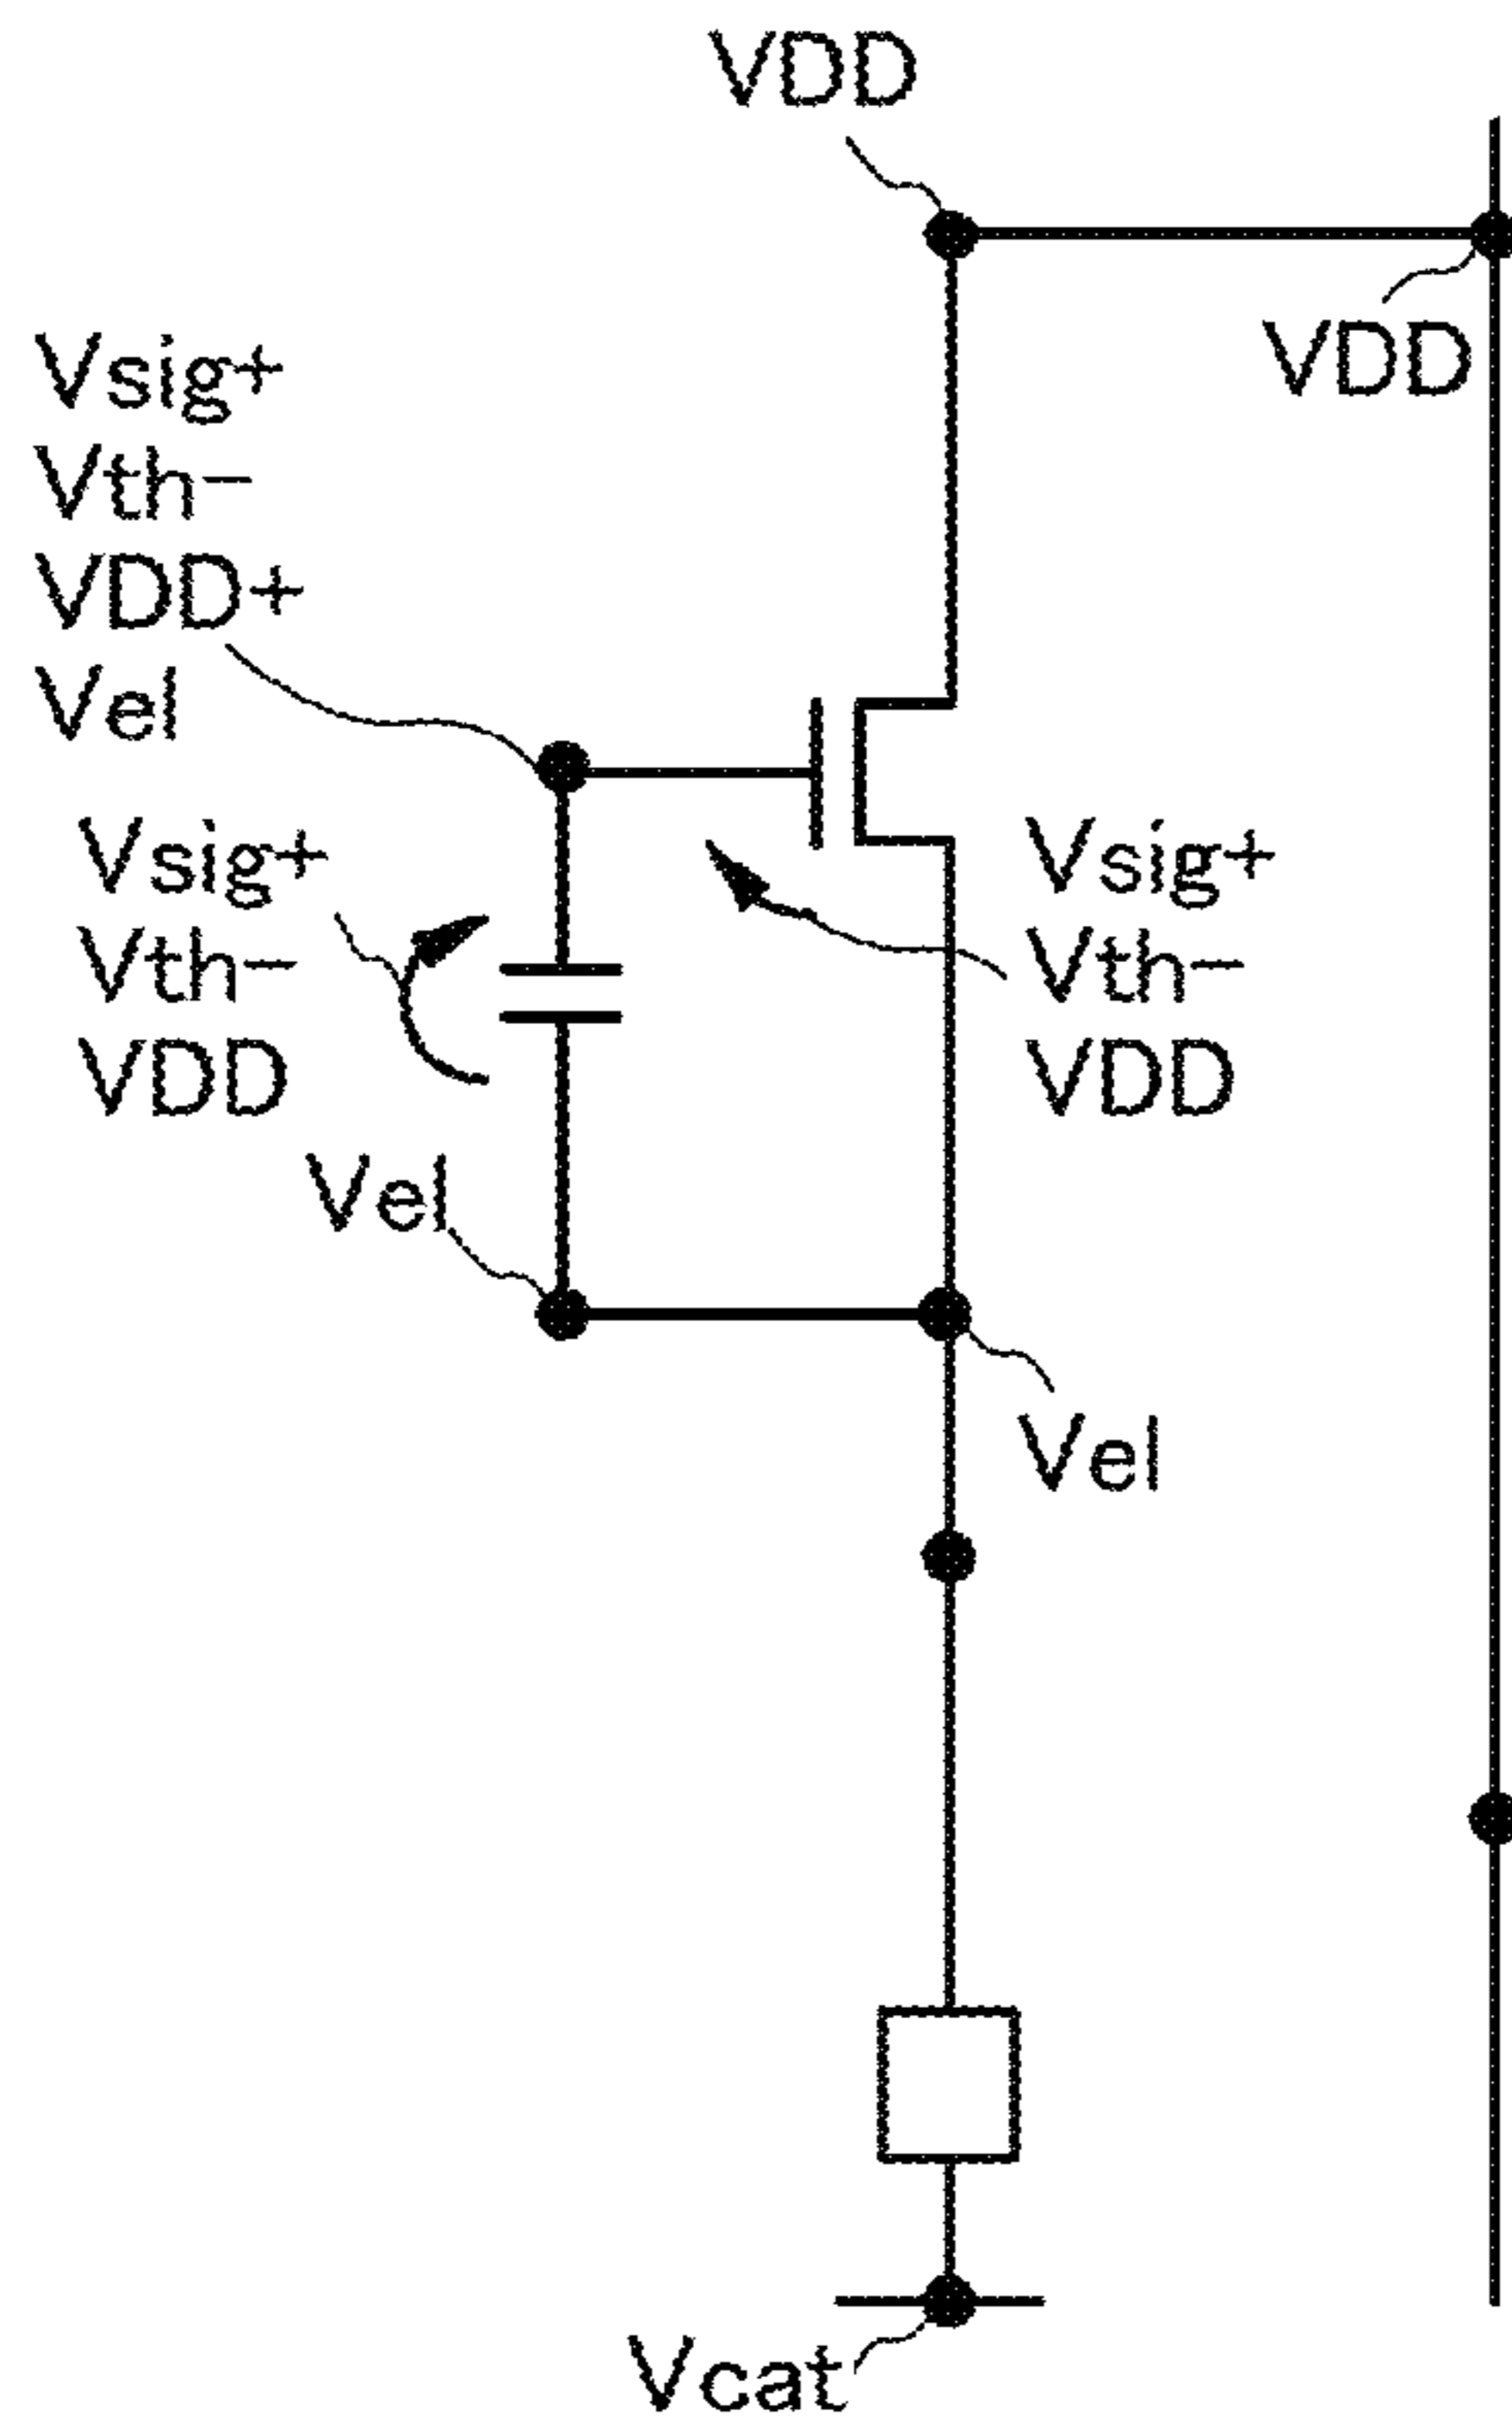 VDD
VDD
Vsig+
Vth−
VDD+
Vel
Vsig+
Vth−
VDD
Vsig+
Vth−
VDD
Vel
Vel
Vcat